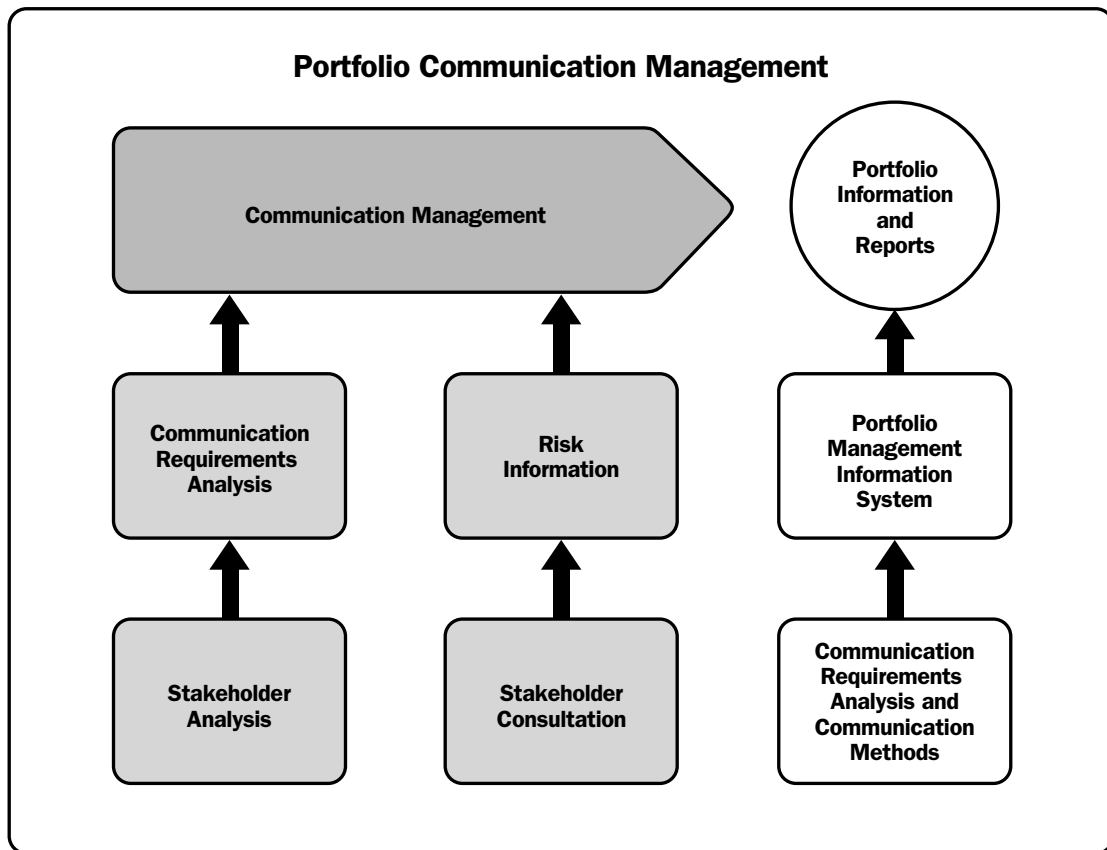 Portfolio Communication Management
Communication Management
Portfolio
Information
and
Reports
Communication
Requirements
Analysis
Risk
Information
Portfolio
Management
Information
System
Stakeholder
Analysis
Stakeholder
Consultation
Communication
Requirements
Analysis and
Communication
Methods